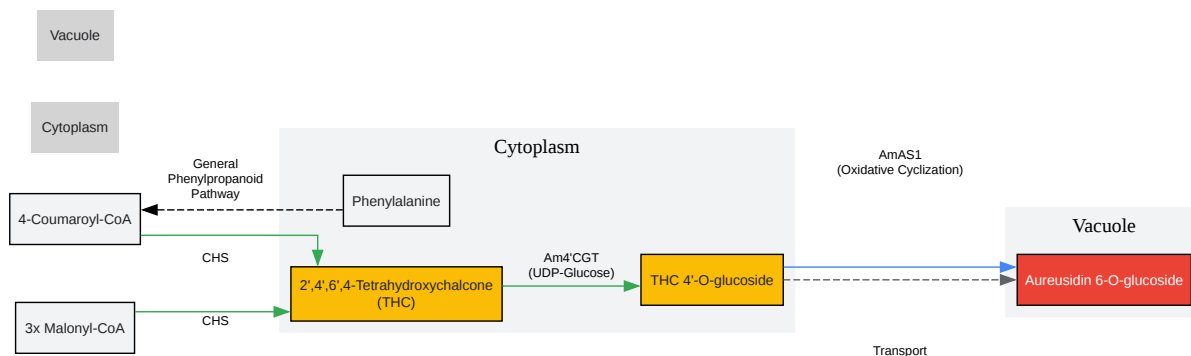 Vacuole
Cytoplasm
Cytoplasm
General
Phenylpropanoid
Pathway
AmAS1
(Oxidative Cyclization)
Phenylalanine
4-Coumaroyl-CoA
Vacuole
CHS
Am4'CGT
(UDP-Glucose)
2',4',6',4-Tetrahydroxychalcone
(THC)
THC 4'-O-glucoside
Aureusidin 6-O-glucoside
CHS
3x Malonyl-CoA
Transport